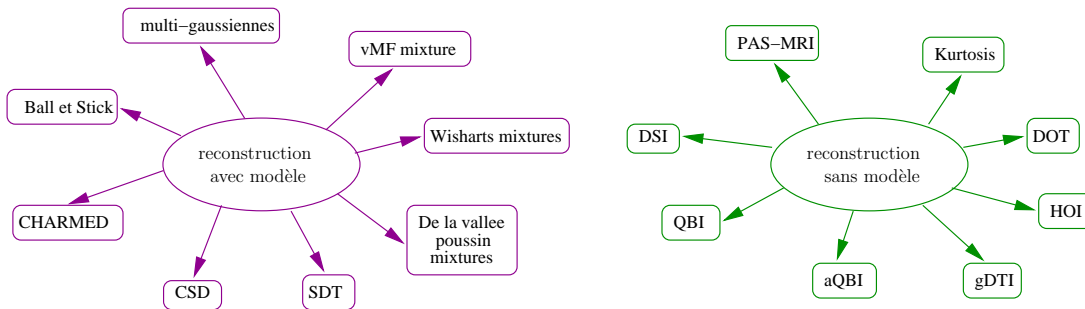 multi-gaussiennes
vMF mixture
Ball et Stick
Wisharts mixtures
reconstruction
avec modèle
CHARMED
De la vallee
poussin
mixtures
CSD
SDT
PAS-MRI
Kurtosis
DSI
DOT
reconstruction
sans modèle
QBI
HOI
aQBI
gDTI